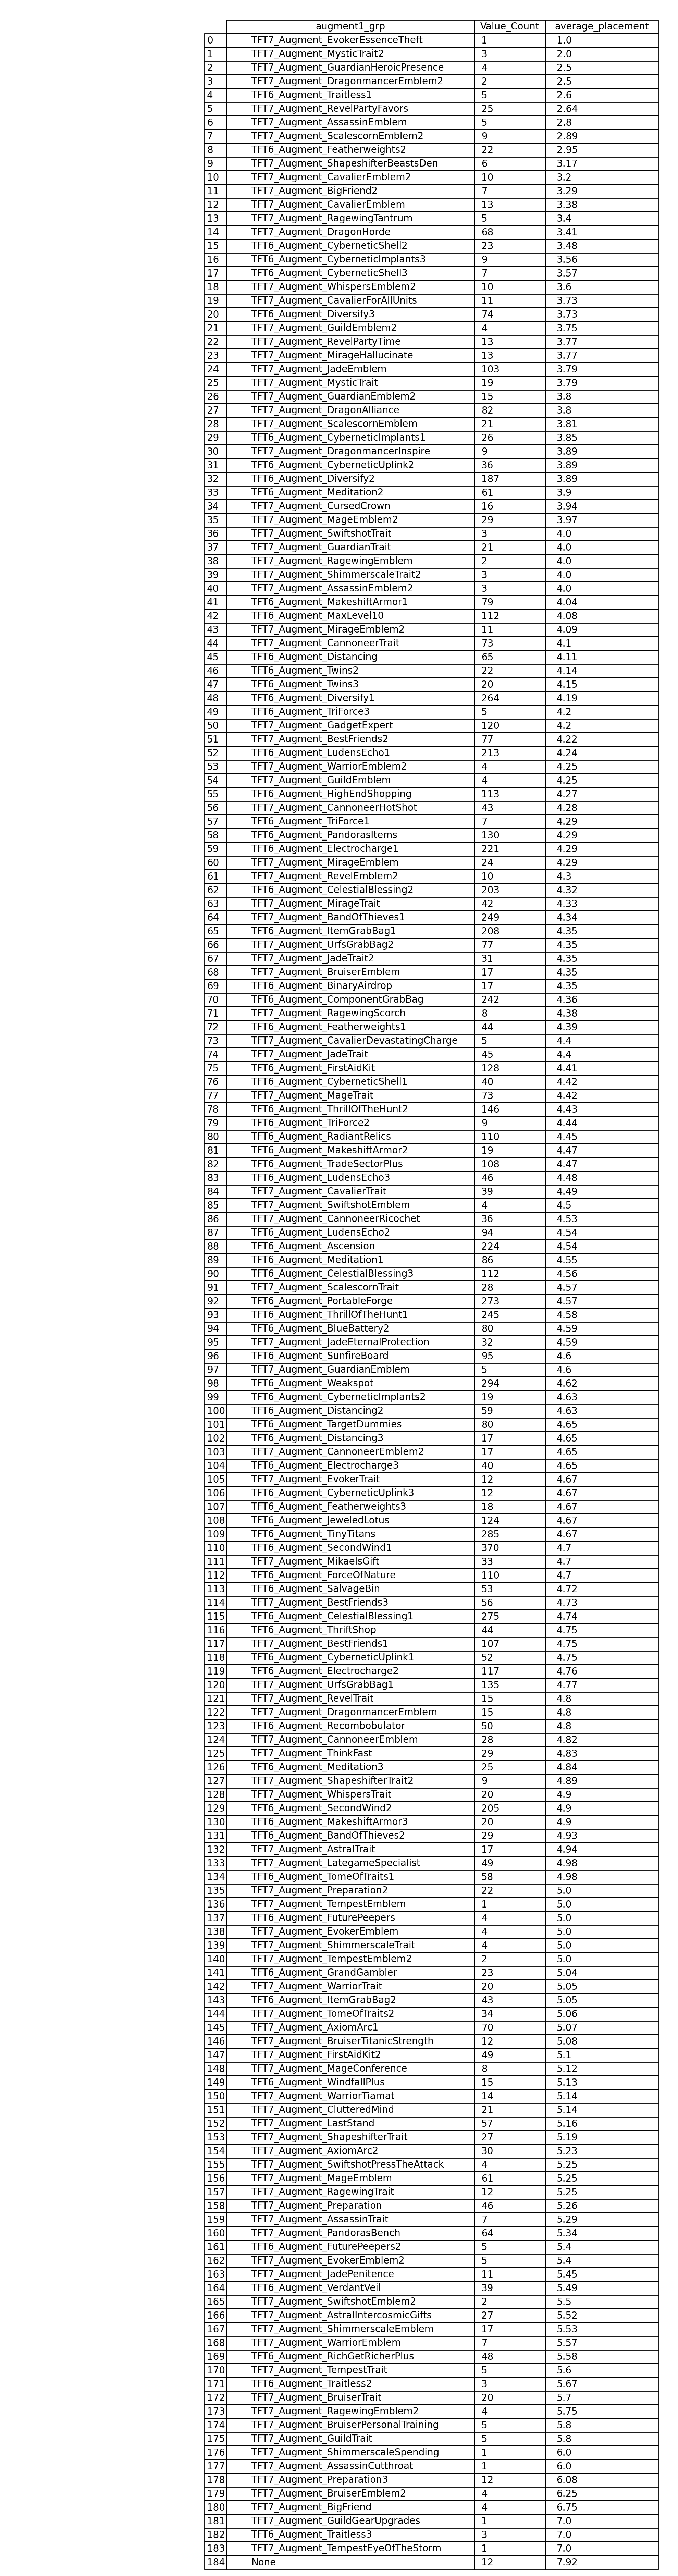 augment1_grp Value_Count average_placement
0 TFT7_Augment_EvokerEssenceTheft 1 1.0
1 TFT7_Augment_MysticTrait2 3 2.0
2 TFT7_Augment_GuardianHeroicPresence 4 2.5
3 TFT7_Augment_DragonmancerEmblem2 2 2.5
4 TFT6_Augment_Traitless1 5 2.6
5 TFT7_Augment_RevelPartyFavors 25 2.64
6 TFT7_Augment_AssassinEmblem 5 2.8
7 TFT7_Augment_ScalescornEmblem2 9 2.89
8 TFT6_Augment_Featherweights2 22 2.95
9 TFT7_Augment_ShapeshifterBeastsDen 6 3.17
10 TFT7_Augment_CavalierEmblem2 10 3.2
11 TFT7_Augment_BigFriend2 7 3.29
12 TFT7_Augment_CavalierEmblem 13 3.38
13 TFT7_Augment_RagewingTantrum 5 3.4
14 TFT7_Augment_DragonHorde 68 3.41
15 TFT6_Augment_CyberneticShell2 23 3.48
16 TFT6_Augment_CyberneticImplants3 9 3.56
17 TFT6_Augment_CyberneticShell3 7 3.57
18 TFT7_Augment_WhispersEmblem2 10 3.6
19 TFT7_Augment_CavalierForAllUnits 11 3.73
20 TFT6_Augment_Diversify3 74 3.73
21 TFT7_Augment_GuildEmblem2 4 3.75
22 TFT7_Augment_RevelPartyTime 13 3.77
23 TFT7_Augment_MirageHallucinate 13 3.77
24 TFT7_Augment_JadeEmblem 103 3.79
25 TFT7_Augment_MysticTrait 19 3.79
26 TFT7_Augment_GuardianEmblem2 15 3.8
27 TFT7_Augment_DragonAlliance 82 3.8
28 TFT7_Augment_ScalescornEmblem 21 3.81
29 TFT6_Augment_CyberneticImplants1 26 3.85
30 TFT7_Augment_DragonmancerInspire 9 3.89
31 TFT6_Augment_CyberneticUplink2 36 3.89
32 TFT6_Augment_Diversify2 187 3.89
33 TFT6_Augment_Meditation2 61 3.9
34 TFT7_Augment_CursedCrown 16 3.94
35 TFT7_Augment_MageEmblem2 29 3.97
36 TFT7_Augment_SwiftshotTrait 3 4.0
37 TFT7_Augment_GuardianTrait 21 4.0
38 TFT7_Augment_RagewingEmblem 2 4.0
39 TFT7_Augment_ShimmerscaleTrait2 3 4.0
40 TFT7_Augment_AssassinEmblem2 3 4.0
41 TFT6_Augment_MakeshiftArmor1 79 4.04
42 TFT6_Augment_MaxLevel10 112 4.08
43 TFT7_Augment_MirageEmblem2 11 4.09
44 TFT7_Augment_CannoneerTrait 73 4.1
45 TFT6_Augment_Distancing 65 4.11
46 TFT6_Augment_Twins2 22 4.14
47 TFT6_Augment_Twins3 20 4.15
48 TFT6_Augment_Diversify1 264 4.19
49 TFT6_Augment_TriForce3 5 4.2
50 TFT7_Augment_GadgetExpert 120 4.2
51 TFT7_Augment_BestFriends2 77 4.22
52 TFT6_Augment_LudensEcho1 213 4.24
53 TFT7_Augment_WarriorEmblem2 4 4.25
54 TFT7_Augment_GuildEmblem 4 4.25
55 TFT6_Augment_HighEndShopping 113 4.27
56 TFT7_Augment_CannoneerHotShot 43 4.28
57 TFT6_Augment_TriForce1 7 4.29
58 TFT6_Augment_PandorasItems 130 4.29
59 TFT6_Augment_Electrocharge1 221 4.29
60 TFT7_Augment_MirageEmblem 24 4.29
61 TFT7_Augment_RevelEmblem2 10 4.3
62 TFT6_Augment_CelestialBlessing2 203 4.32
63 TFT7_Augment_MirageTrait 42 4.33
64 TFT7_Augment_BandOfThieves1 249 4.34
65 TFT6_Augment_ItemGrabBag1 208 4.35
66 TFT7_Augment_UrfsGrabBag2 77 4.35
67 TFT7_Augment_JadeTrait2 31 4.35
68 TFT7_Augment_BruiserEmblem 17 4.35
69 TFT6_Augment_BinaryAirdrop 17 4.35
70 TFT6_Augment_ComponentGrabBag 242 4.36
71 TFT7_Augment_RagewingScorch 8 4.38
72 TFT6_Augment_Featherweights1 44 4.39
73 TFT7_Augment_CavalierDevastatingCharge 5 4.4
74 TFT7_Augment_JadeTrait 45 4.4
75 TFT6_Augment_FirstAidKit 128 4.41
76 TFT6_Augment_CyberneticShell1 40 4.42
77 TFT7_Augment_MageTrait 73 4.42
78 TFT6_Augment_ThrillOfTheHunt2 146 4.43
79 TFT6_Augment_TriForce2 9 4.44
80 TFT6_Augment_RadiantRelics 110 4.45
81 TFT6_Augment_MakeshiftArmor2 19 4.47
82 TFT6_Augment_TradeSectorPlus 108 4.47
83 TFT6_Augment_LudensEcho3 46 4.48
84 TFT7_Augment_CavalierTrait 39 4.49
85 TFT7_Augment_SwiftshotEmblem 4 4.5
86 TFT7_Augment_CannoneerRicochet 36 4.53
87 TFT6_Augment_LudensEcho2 94 4.54
88 TFT6_Augment_Ascension 224 4.54
89 TFT6_Augment_Meditation1 86 4.55
90 TFT6_Augment_CelestialBlessing3 112 4.56
91 TFT7_Augment_ScalescornTrait 28 4.57
92 TFT6_Augment_PortableForge 273 4.57
93 TFT6_Augment_ThrillOfTheHunt1 245 4.58
94 TFT6_Augment_BlueBattery2 80 4.59
95 TFT7_Augment_JadeEternalProtection 32 4.59
96 TFT6_Augment_SunfireBoard 95 4.6
97 TFT7_Augment_GuardianEmblem 5 4.6
98 TFT6_Augment_Weakspot 294 4.62
99 TFT6_Augment_CyberneticImplants2 19 4.63
100 TFT6_Augment_Distancing2 59 4.63
101 TFT6_Augment_TargetDummies 80 4.65
102 TFT6_Augment_Distancing3 17 4.65
103 TFT7_Augment_CannoneerEmblem2 17 4.65
104 TFT6_Augment_Electrocharge3 40 4.65
105 TFT7_Augment_EvokerTrait 12 4.67
106 TFT6_Augment_CyberneticUplink3 12 4.67
107 TFT6_Augment_Featherweights3 18 4.67
108 TFT6_Augment_JeweledLotus 124 4.67
109 TFT6_Augment_TinyTitans 285 4.67
110 TFT6_Augment_SecondWind1 370 4.7
111 TFT7_Augment_MikaelsGift 33 4.7
112 TFT6_Augment_ForceOfNature 110 4.7
113 TFT6_Augment_SalvageBin 53 4.72
114 TFT7_Augment_BestFriends3 56 4.73
115 TFT6_Augment_CelestialBlessing1 275 4.74
116 TFT6_Augment_ThriftShop 44 4.75
117 TFT7_Augment_BestFriends1 107 4.75
118 TFT6_Augment_CyberneticUplink1 52 4.75
119 TFT6_Augment_Electrocharge2 117 4.76
120 TFT7_Augment_UrfsGrabBag1 135 4.77
121 TFT7_Augment_RevelTrait 15 4.8
122 TFT7_Augment_DragonmancerEmblem 15 4.8
123 TFT6_Augment_Recombobulator 50 4.8
124 TFT7_Augment_CannoneerEmblem 28 4.82
125 TFT7_Augment_ThinkFast 29 4.83
126 TFT6_Augment_Meditation3 25 4.84
127 TFT7_Augment_ShapeshifterTrait2 9 4.89
128 TFT7_Augment_WhispersTrait 20 4.9
129 TFT6_Augment_SecondWind2 205 4.9
130 TFT6_Augment_MakeshiftArmor3 20 4.9
131 TFT6_Augment_BandOfThieves2 29 4.93
132 TFT7_Augment_AstralTrait 17 4.94
133 TFT7_Augment_LategameSpecialist 49 4.98
134 TFT6_Augment_TomeOfTraits1 58 4.98
135 TFT7_Augment_Preparation2 22 5.0
136 TFT7_Augment_TempestEmblem 1 5.0
137 TFT6_Augment_FuturePeepers 4 5.0
138 TFT7_Augment_EvokerEmblem 4 5.0
139 TFT7_Augment_ShimmerscaleTrait 4 5.0
140 TFT7_Augment_TempestEmblem2 2 5.0
141 TFT6_Augment_GrandGambler 23 5.04
142 TFT7_Augment_WarriorTrait 20 5.05
143 TFT6_Augment_ItemGrabBag2 43 5.05
144 TFT7_Augment_TomeOfTraits2 34 5.06
145 TFT7_Augment_AxiomArc1 70 5.07
146 TFT7_Augment_BruiserTitanicStrength 12 5.08
147 TFT7_Augment_FirstAidKit2 49 5.1
148 TFT7_Augment_MageConference 8 5.12
149 TFT6_Augment_WindfallPlus 15 5.13
150 TFT7_Augment_WarriorTiamat 14 5.14
151 TFT7_Augment_ClutteredMind 21 5.14
152 TFT7_Augment_LastStand 57 5.16
153 TFT7_Augment_ShapeshifterTrait 27 5.19
154 TFT7_Augment_AxiomArc2 30 5.23
155 TFT7_Augment_SwiftshotPressTheAttack 4 5.25
156 TFT7_Augment_MageEmblem 61 5.25
157 TFT7_Augment_RagewingTrait 12 5.25
158 TFT7_Augment_Preparation 46 5.26
159 TFT7_Augment_AssassinTrait 7 5.29
160 TFT7_Augment_PandorasBench 64 5.34
161 TFT6_Augment_FuturePeepers2 5 5.4
162 TFT7_Augment_EvokerEmblem2 5 5.4
163 TFT7_Augment_JadePenitence 11 5.45
164 TFT6_Augment_VerdantVeil 39 5.49
165 TFT7_Augment_SwiftshotEmblem2 2 5.5
166 TFT7_Augment_AstralIntercosmicGifts 27 5.52
167 TFT7_Augment_ShimmerscaleEmblem 17 5.53
168 TFT7_Augment_WarriorEmblem 7 5.57
169 TFT6_Augment_RichGetRicherPlus 48 5.58
170 TFT7_Augment_TempestTrait 5 5.6
171 TFT6_Augment_Traitless2 3 5.67
172 TFT7_Augment_BruiserTrait 20 5.7
173 TFT7_Augment_RagewingEmblem2 4 5.75
174 TFT7_Augment_BruiserPersonalTraining 5 5.8
175 TFT7_Augment_GuildTrait 5 5.8
176 TFT7_Augment_ShimmerscaleSpending 1 6.0
177 TFT7_Augment_AssassinCutthroat 1 6.0
178 TFT7_Augment_Preparation3 12 6.08
179 TFT7_Augment_BruiserEmblem2 4 6.25
180 TFT7_Augment_BigFriend 4 6.75
181 TFT7_Augment_GuildGearUpgrades 1 7.0
182 TFT6_Augment_Traitless3 3 7.0
183 TFT7_Augment_TempestEyeOfTheStorm 1 7.0
184 None 12 7.92